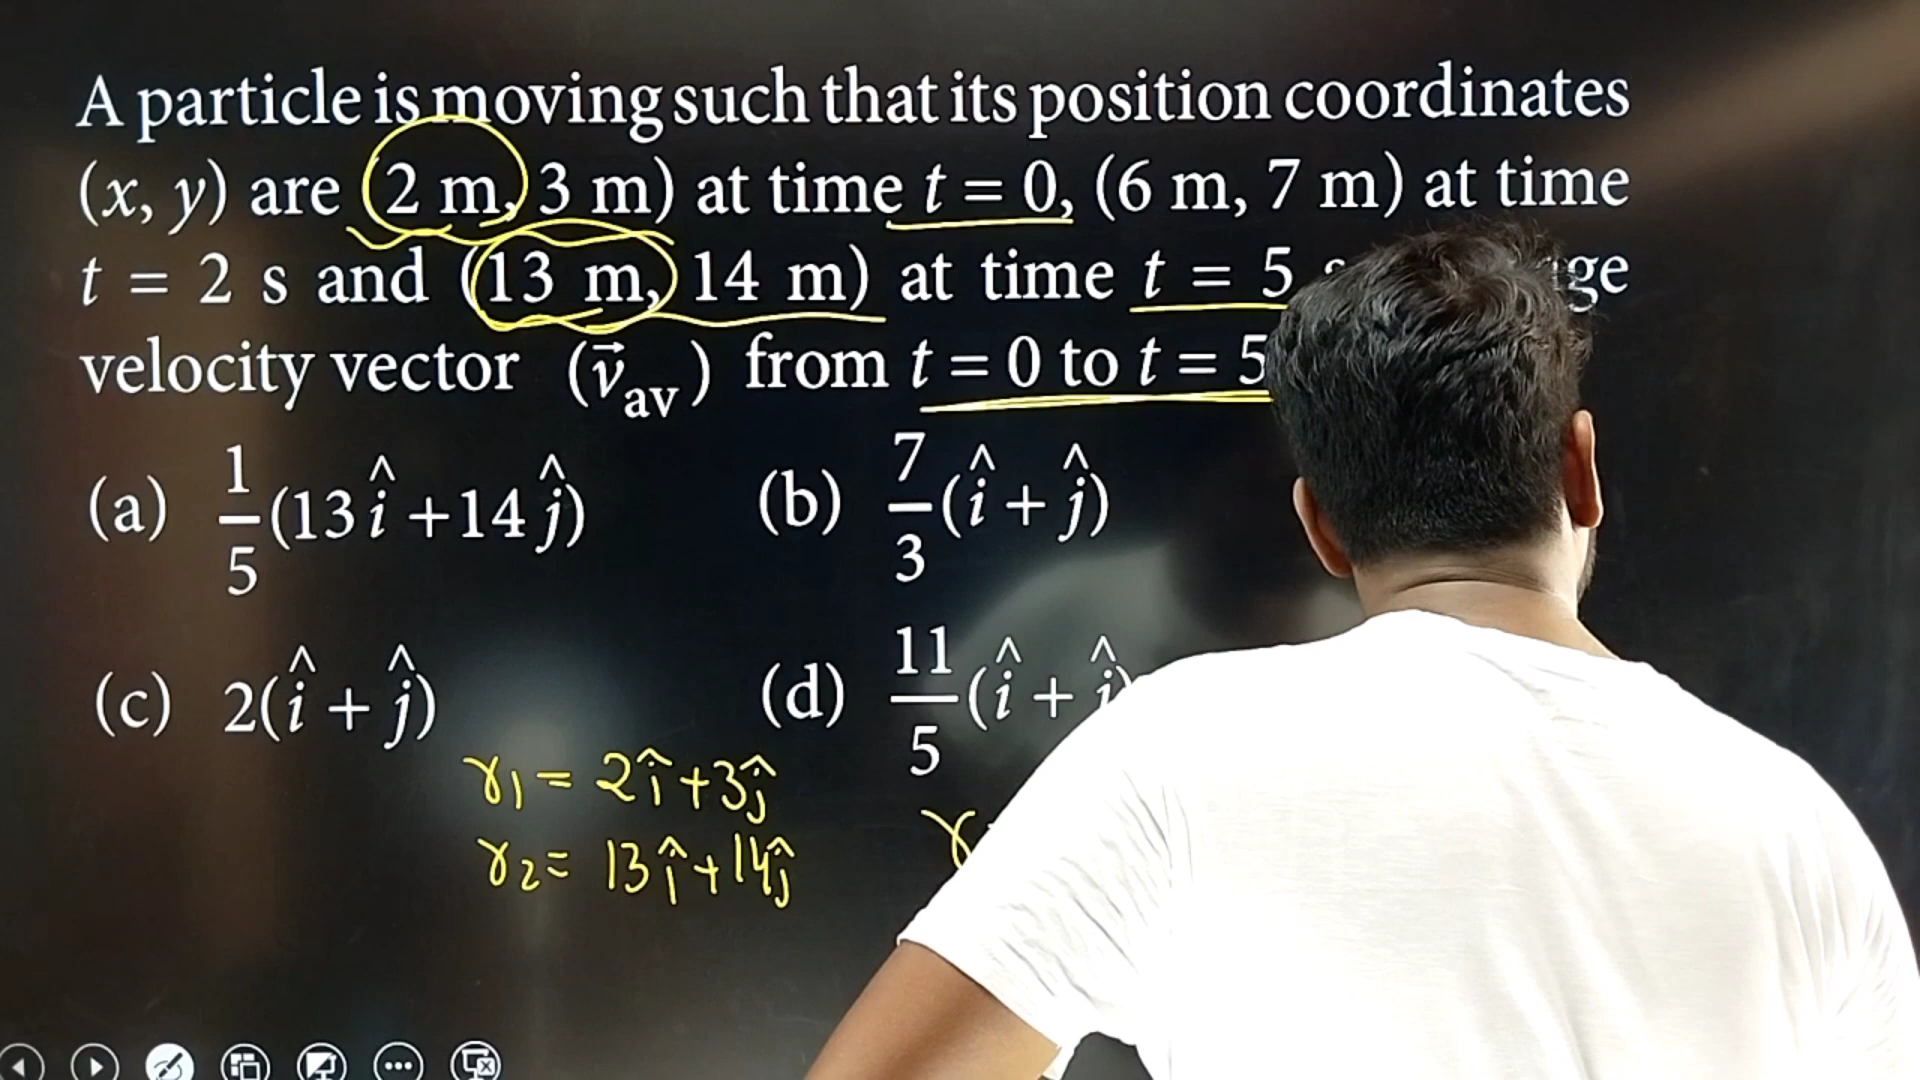 A particle is moving such that its position coordinates
(x, y) are (2 m, 3 m) at time t = 0, (6 m, 7 m) at time
t = 2 s and (13 m, 14 m) at time t = 5
velocity vector (v⃗av) from t = 0 to t = 5
(a) 1/5(13î + 14ĵ) (b) 7/3(î + ĵ)
(c) 2(î + ĵ) (d) 11/5(î + ĵ)
r1 = 2î+3ĵ
r2 = 13î+14ĵ